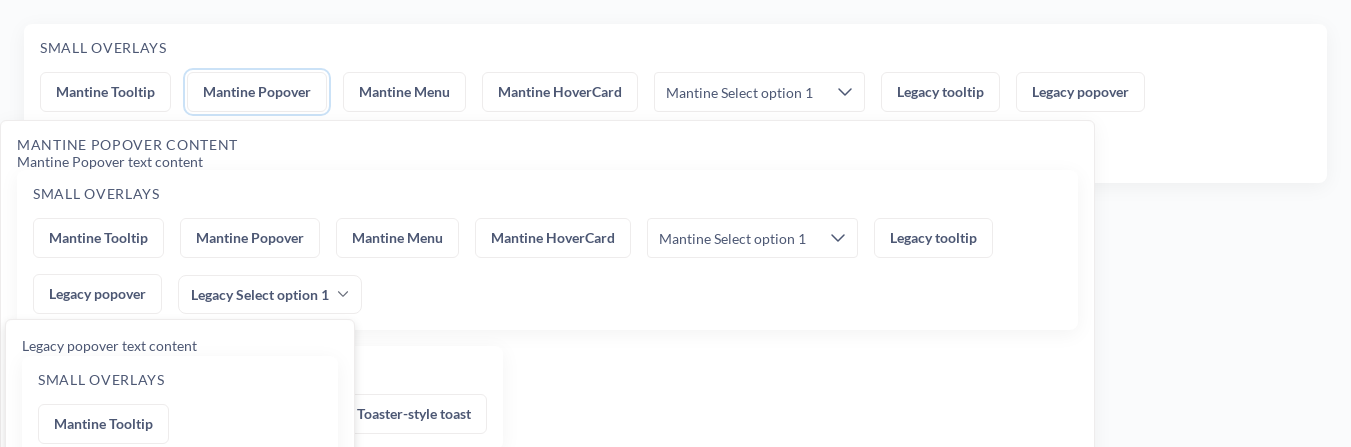 SMALL OVERLAYS
Mantine Tooltip Mantine Popover Mantine Menu Mantine HoverCard Mantine Select option 1 Legacy tooltip Legacy popover
MANTINE POPOVER CONTENT
Mantine Popover text content
SMALL OVERLAYS
Mantine Tooltip Mantine Popover Mantine Menu Mantine HoverCard Mantine Select option 1 Legacy tooltip
Legacy popover Legacy Select option 1
Legacy popover text content
SMALL OVERLAYS
Toaster-style toast
Mantine Tooltip